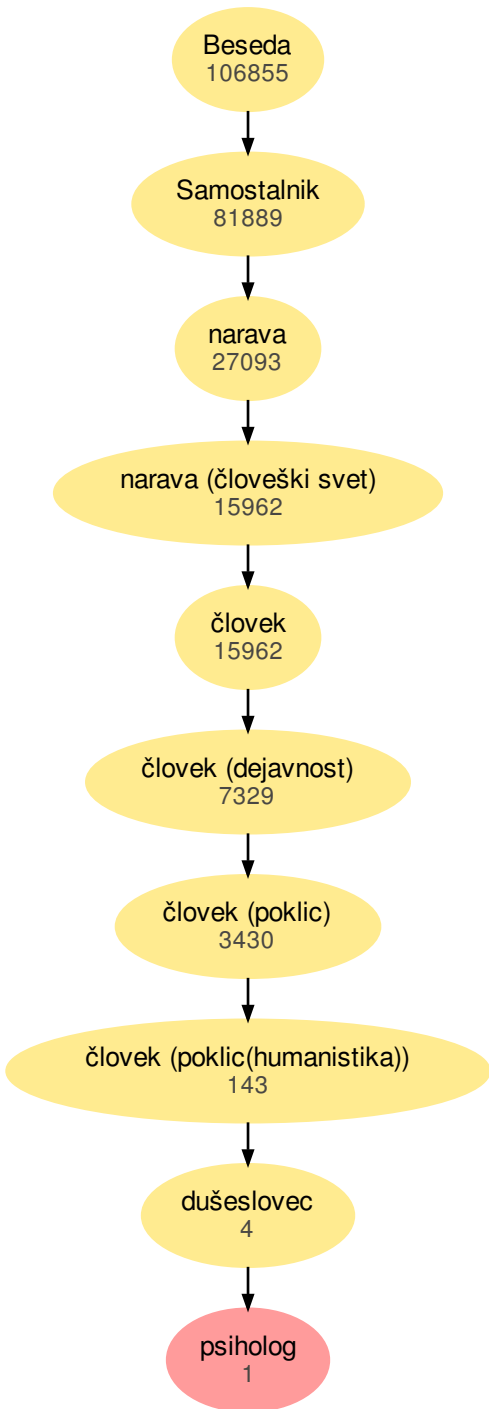 Beseda
106855
Samostalnik
81889
narava
27093
narava (človeški svet)
15962
človek
15962
človek (dejavnost)
7329
človek (poklic)
3430
človek (poklic(humanistika))
143
dušeslovec
4
psiholog
1